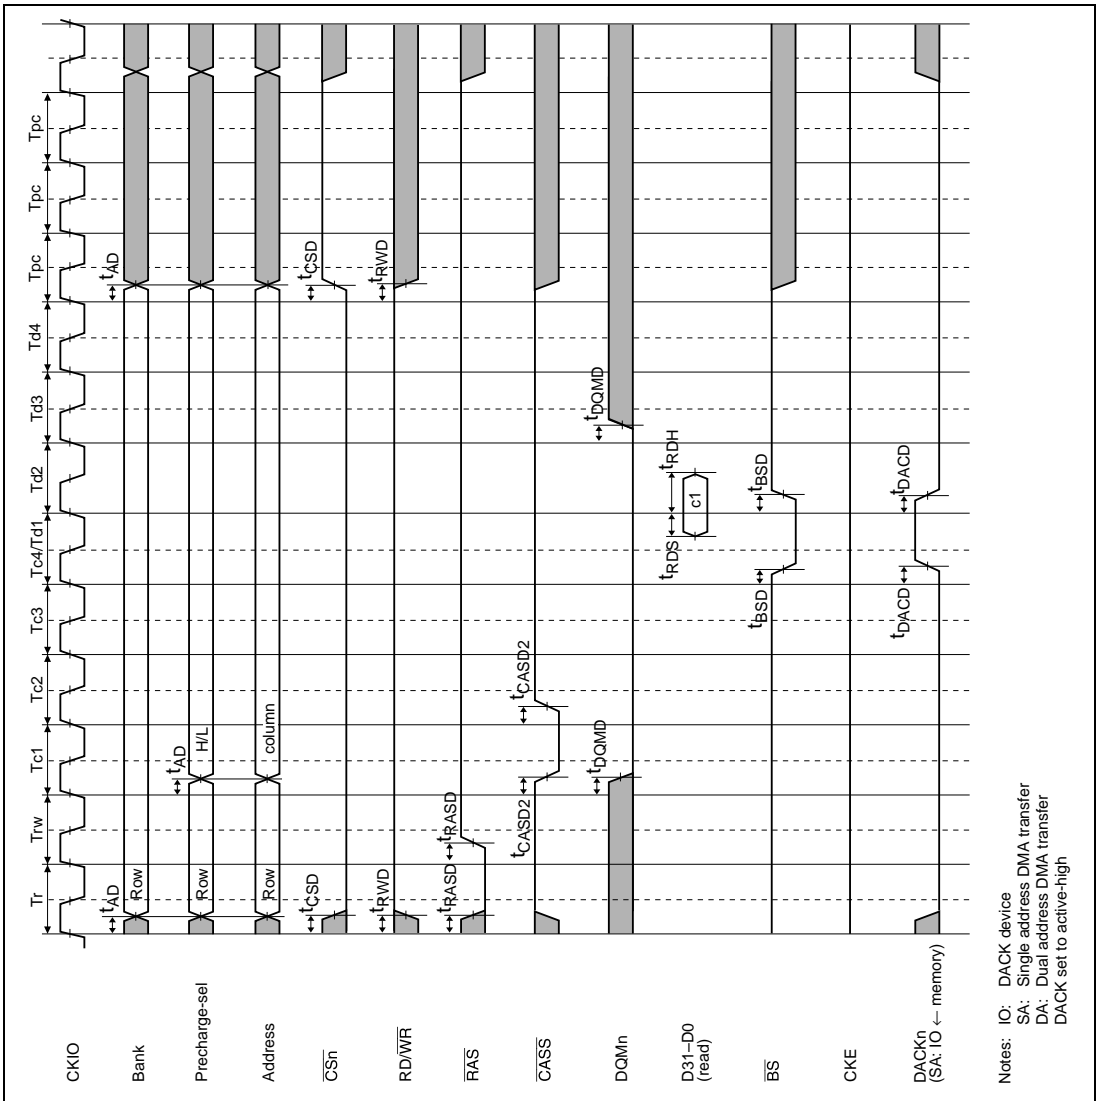 Tr Trw Tc1 Tc2 Tc3 Tc4/Td1 Td2 Td3 Td4 Tpc Tpc Tpc
CKIO
Bank tAD Row tAD
Precharge-sel Row tAD H/L
Address Row column
CSn tCSD tCSD
RD/WR tRWD tRWD
RAS tRASD tRASD
CASS tCASD2 tCASD2
DQMn tDQMD tDQMD
D31–D0
(read) tRDS c1 tRDH
BS tBSD tBSD
CKE
DACKn
(SA: IO ← memory) tDACD tDACD
Notes: IO: DACK device
SA: Single address DMA transfer
DA: Dual address DMA transfer
DACK set to active-high